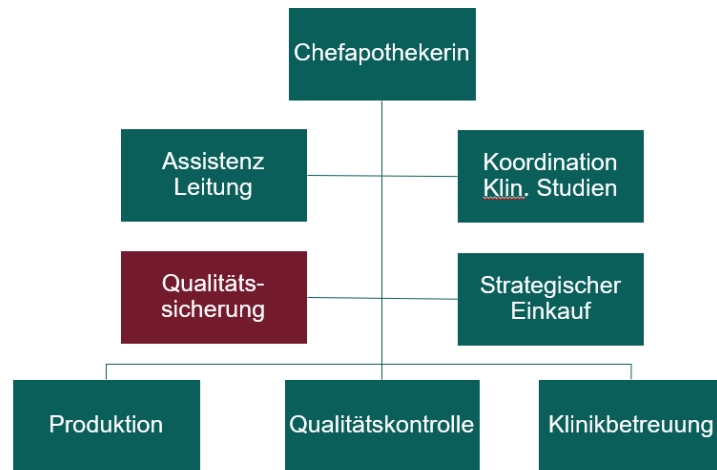 Chefapothekerin
Assistenz
Leitung
Koordination
Klin. Studien
Qualitäts-
sicherung
Strategischer
Einkauf
Produktion
Qualitätskontrolle
Klinikbetreuung